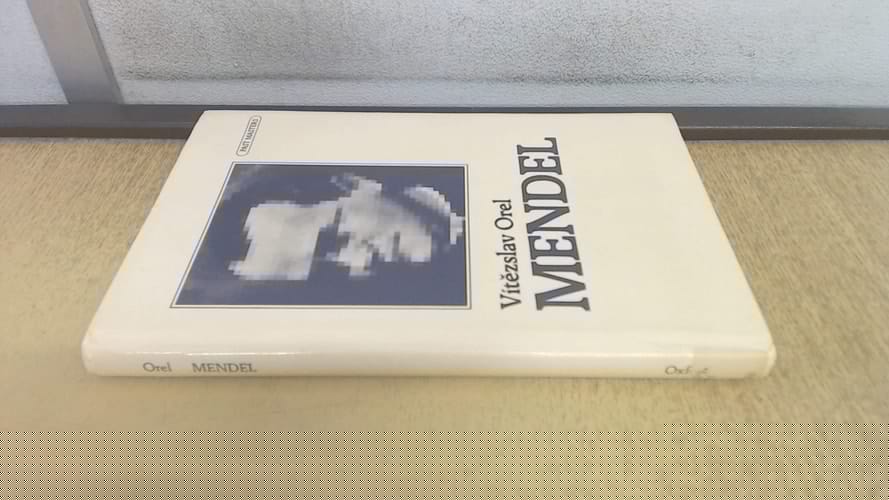 PAST MASTERS
Vítězslav Orel
MENDEL
Orel MENDEL